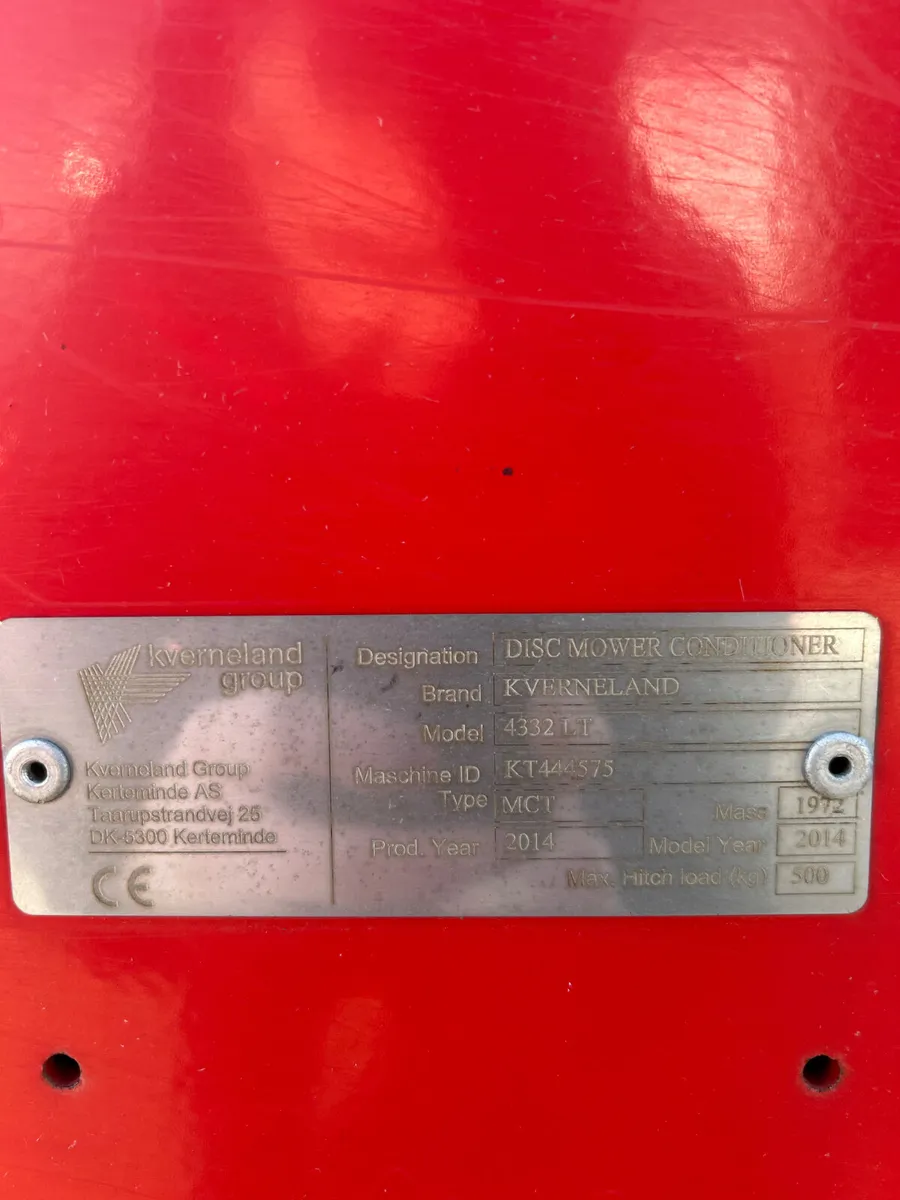 kverneland
group
Kverneland Group
Kerteminde AS
Taarupstrandvej 25
DK-5300 Kerteminde
CE
Designation DISC MOWER CONDITIONER
Brand KVERNELAND
Model 4332 LT
Maschine ID KT444575
Type MCT Mass 1972
Prod. Year 2014 Model Year 2014
Max. Hitch load (kg) 500